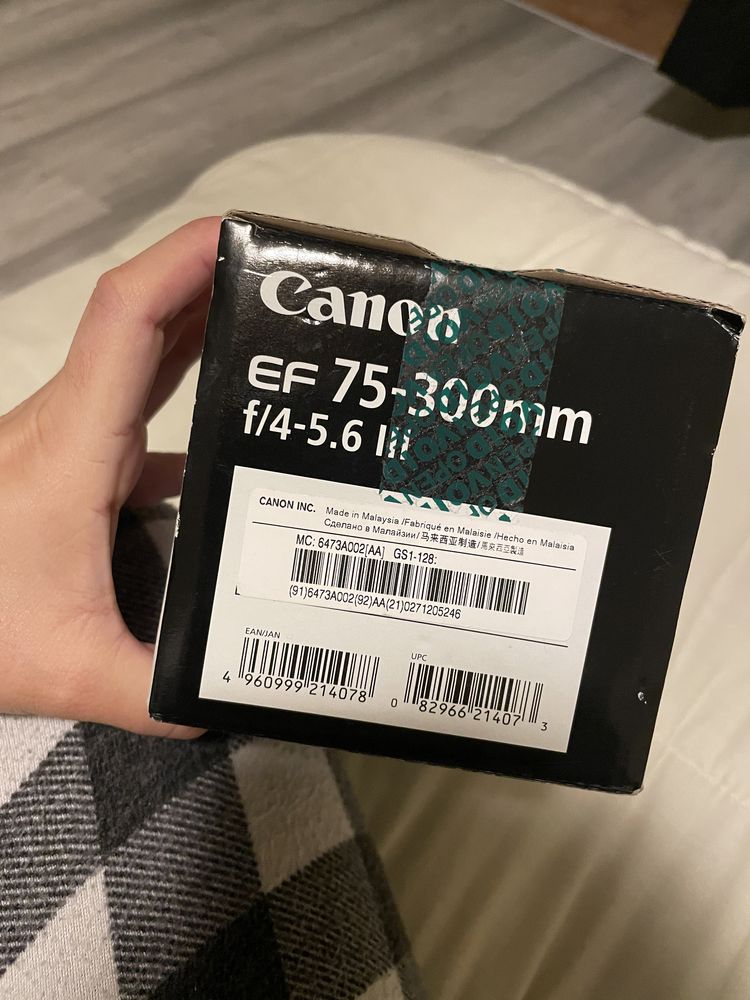 Canon
EF 75-300mm
f/4-5.6 III
CANON INC. Made in Malaysia /Fabriqué en Malaisie /Hecho en Malaisia
Сделано в Малайзии/马来西亚制造/馬來西亞製造
MC: 6473A002[AA] GS1-128:
(91)6473A002(92)AA(21)0271205246
EAN/JAN
4 960999 214078
UPC
0 82966 21407 3
OPEN VOID